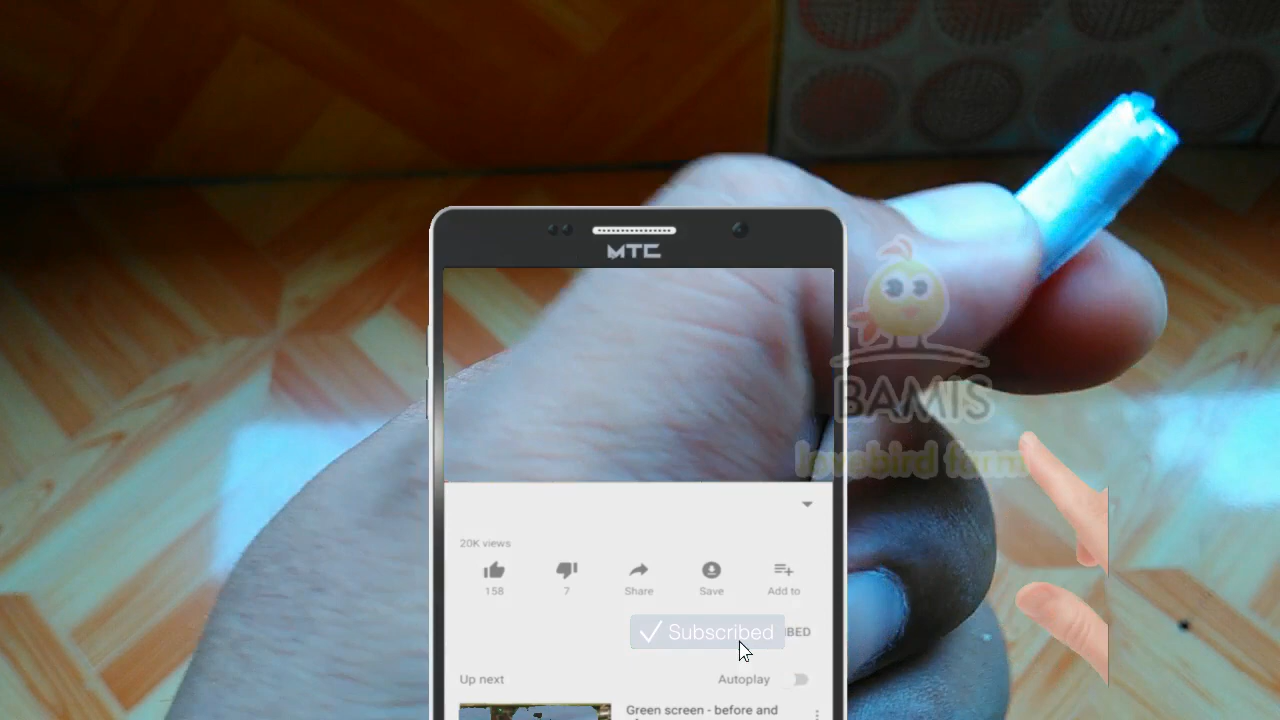 MTC
BAMIS
lovebird farm
20K views
158
7
Share
Save
Add to
Subscribed
IBED
Up next
Autoplay
Green screen - before and